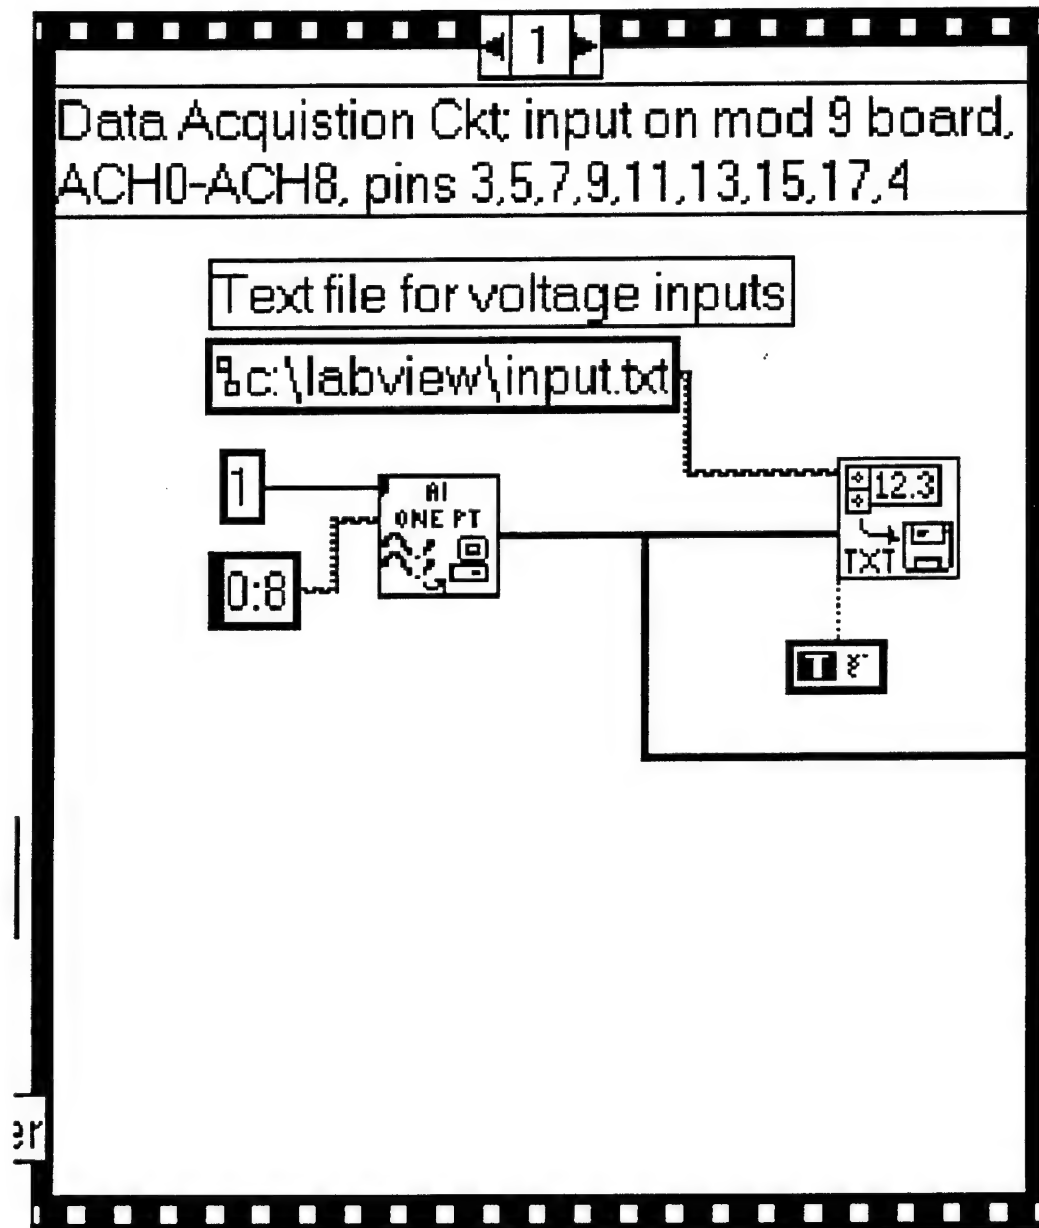 1
Data Acquistion Ckt; input on mod 9 board,
ACH0-ACH8, pins 3,5,7,9,11,13,15,17,4
Text file for voltage inputs
c:\labview\input.txt
1
AI
ONE PT
0:8
12.3
TXT
T
er